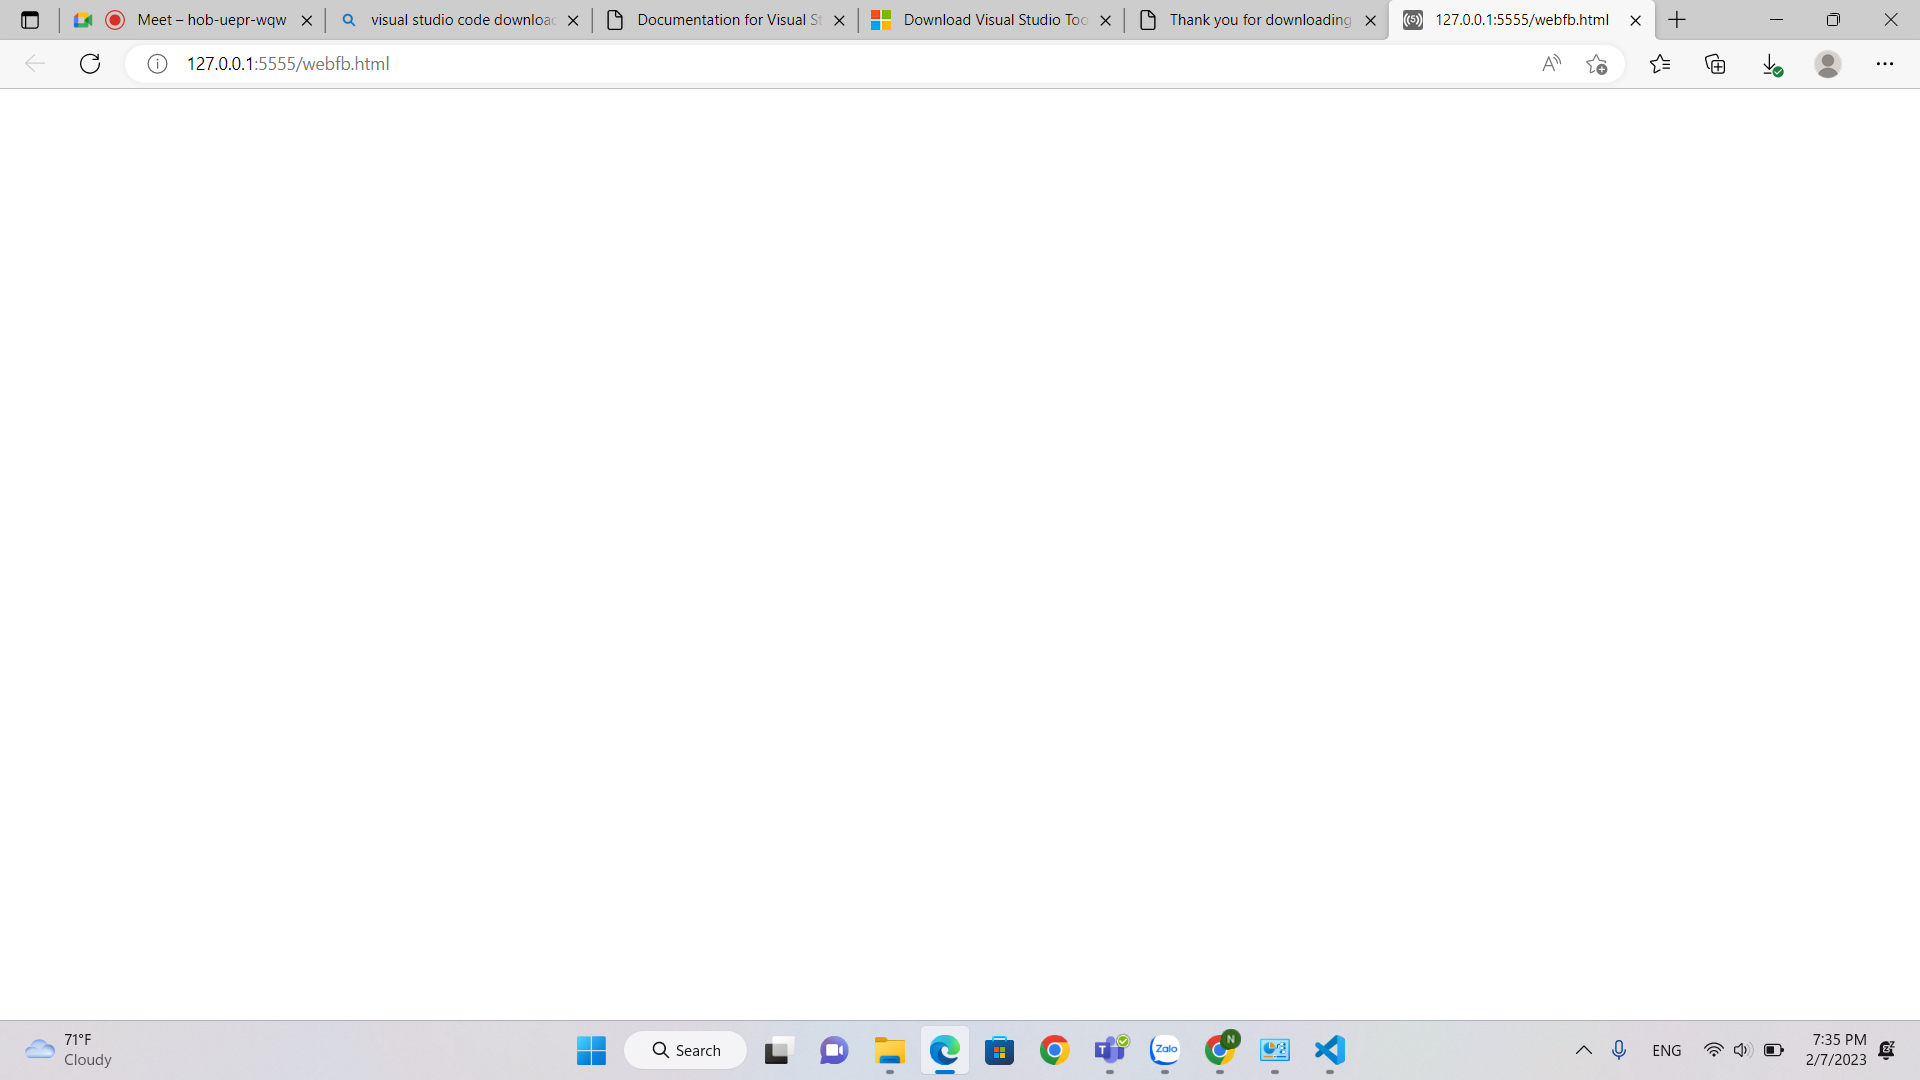 Meet – hob-uepr-wqw
visual studio code downloa
Documentation for Visual St
Download Visual Studio Too
Thank you for downloading
127.0.0.1:5555/webfb.html
127.0.0.1:5555/webfb.html
71°F
Cloudy
Search
Zalo
N
ENG
7:35 PM
2/7/2023